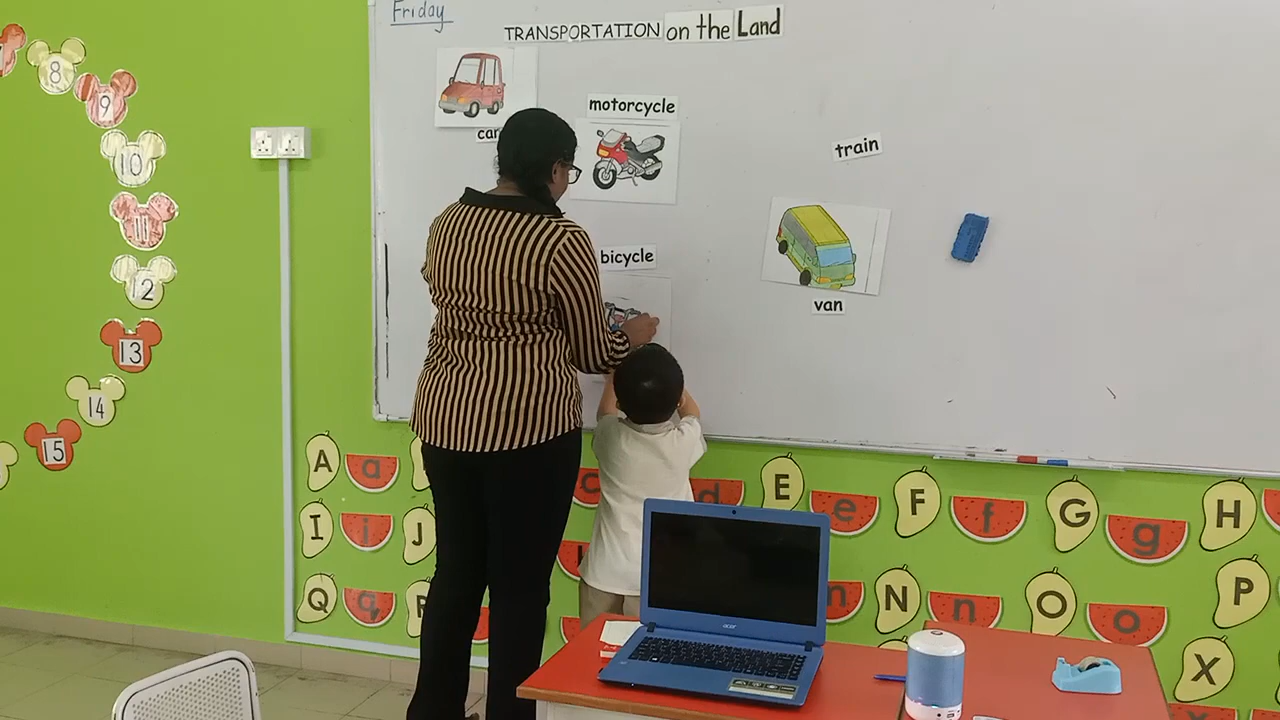 Friday
TRANSPORTATION on the Land
car
motorcycle
train
bicycle
van
8
9
10
11
12
13
14
15
A a
c d E e F f G g H
I i J
n N n O o P
Q q
X
acer